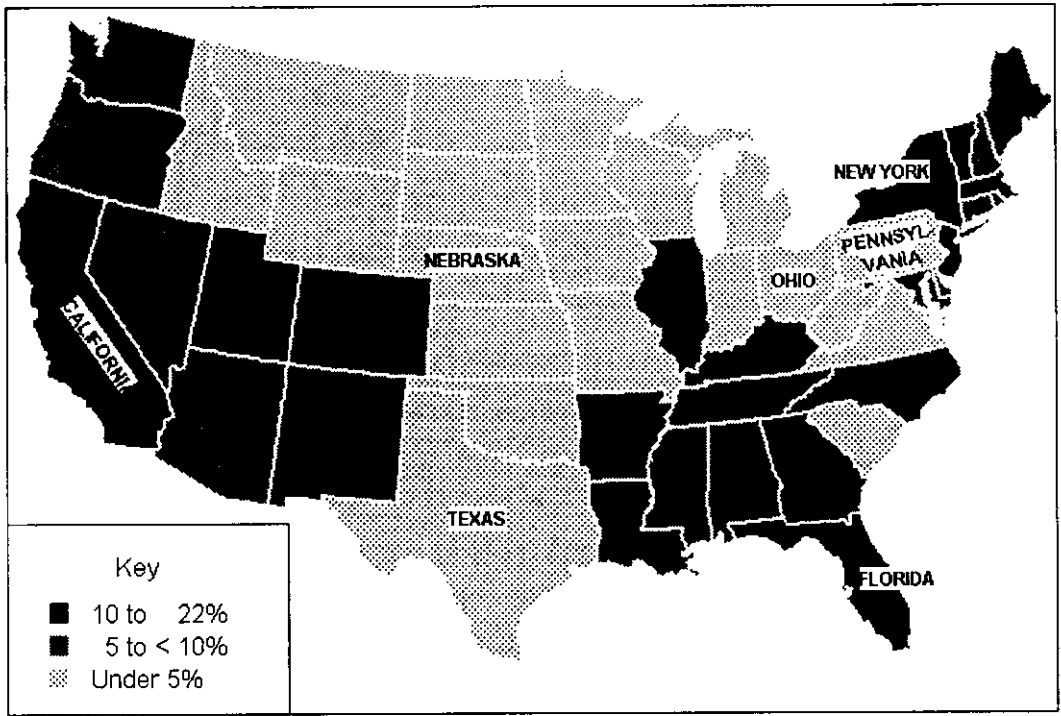 NEW YORK
PENNSYL-
VANIA
NEBRASKA
OHIO
CALIFORNI
TEXAS
FLORIDA
Key
10 to 22%
5 to < 10%
Under 5%